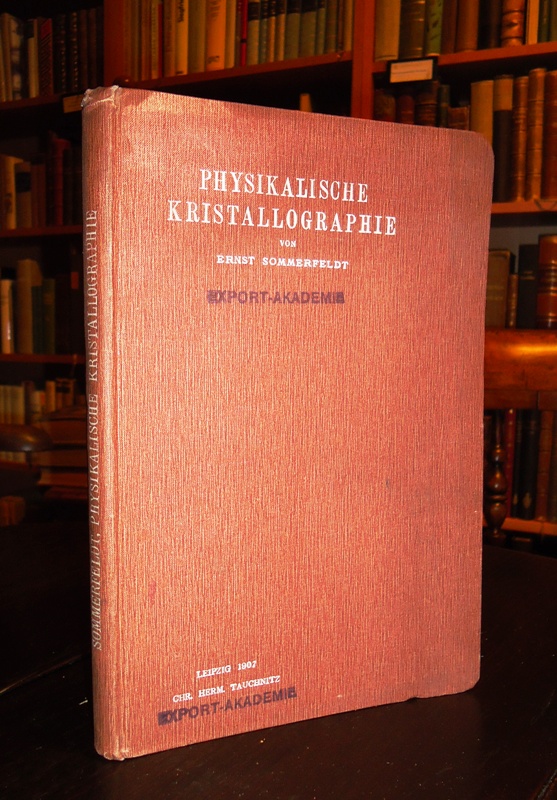 PHYSIKALISCHE
KRISTALLOGRAPHIE
VON
ERNST SOMMERFELDT
EXPORT-AKADEMIE
LEIPZIG 1907
CHR. HERM. TAUCHNITZ
EXPORT-AKADEMIE
SOMMERFELDT, PHYSIKALISCHE KRISTALLOGRAPHIE